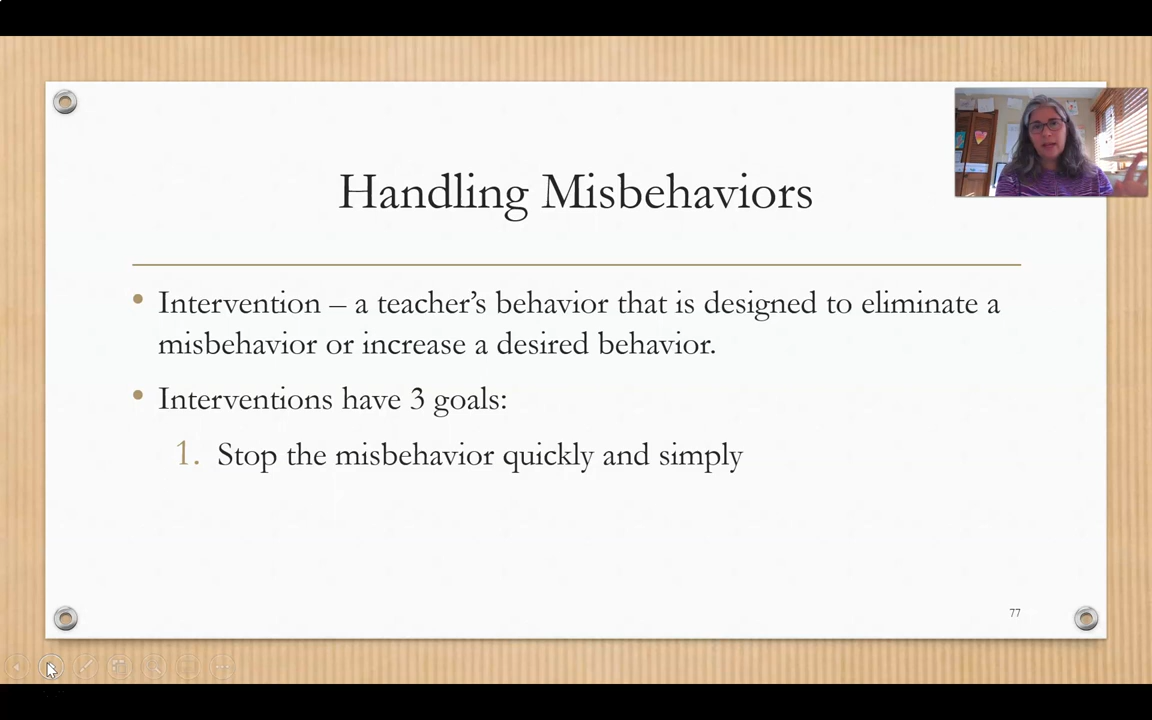 Handling Misbehaviors
• Intervention – a teacher’s behavior that is designed to eliminate a
misbehavior or increase a desired behavior.
• Interventions have 3 goals:
1. Stop the misbehavior quickly and simply
77